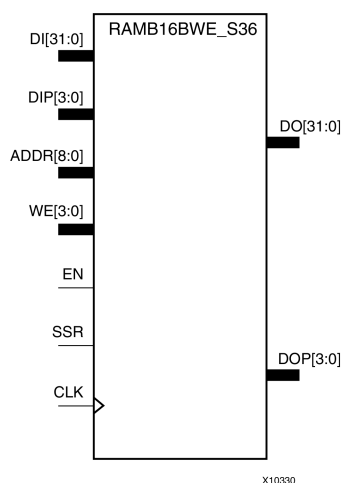 RAMB16BWE_S36
DI[31:0]
DIP[3:0]
DO[31:0]
ADDR[8:0]
WE[3:0]
EN
SSR
DOP[3:0]
CLK
X10330